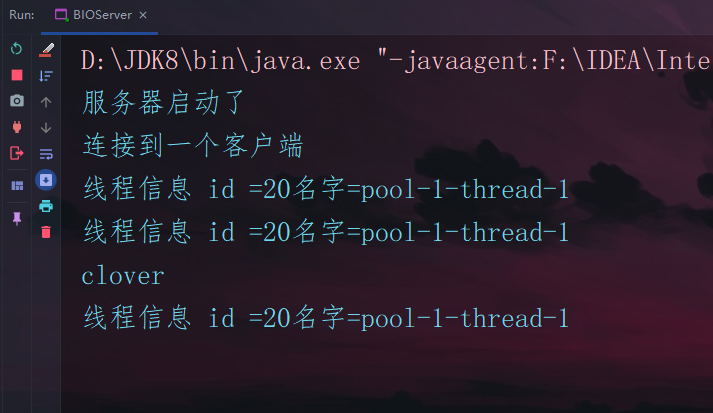 Run: BIOServer ×
D:\JDK8\bin\java.exe "-javaagent:F:\IDEA\Inte
服务器启动了
连接到一个客户端
线程信息 id =20名字=pool-1-thread-1
线程信息 id =20名字=pool-1-thread-1
clover
线程信息 id =20名字=pool-1-thread-1